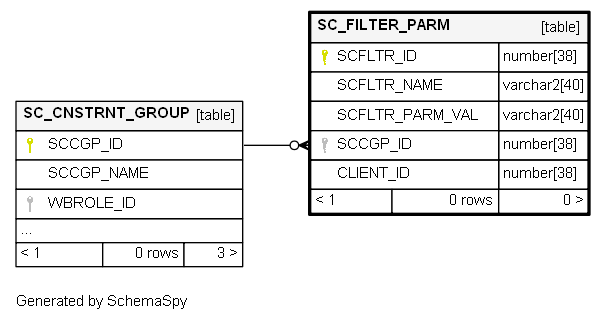 SC_FILTER_PARM [table]
SCFLTR_ID number[38]
SCFLTR_NAME varchar2[40]
SCFLTR_PARM_VAL varchar2[40]
SCCGP_ID number[38]
CLIENT_ID number[38]
< 1 0 rows 0 >
SC_CNSTRNT_GROUP [table]
SCCGP_ID
SCCGP_NAME
WBROLE_ID
...
< 1 0 rows 3 >
Generated by SchemaSpy